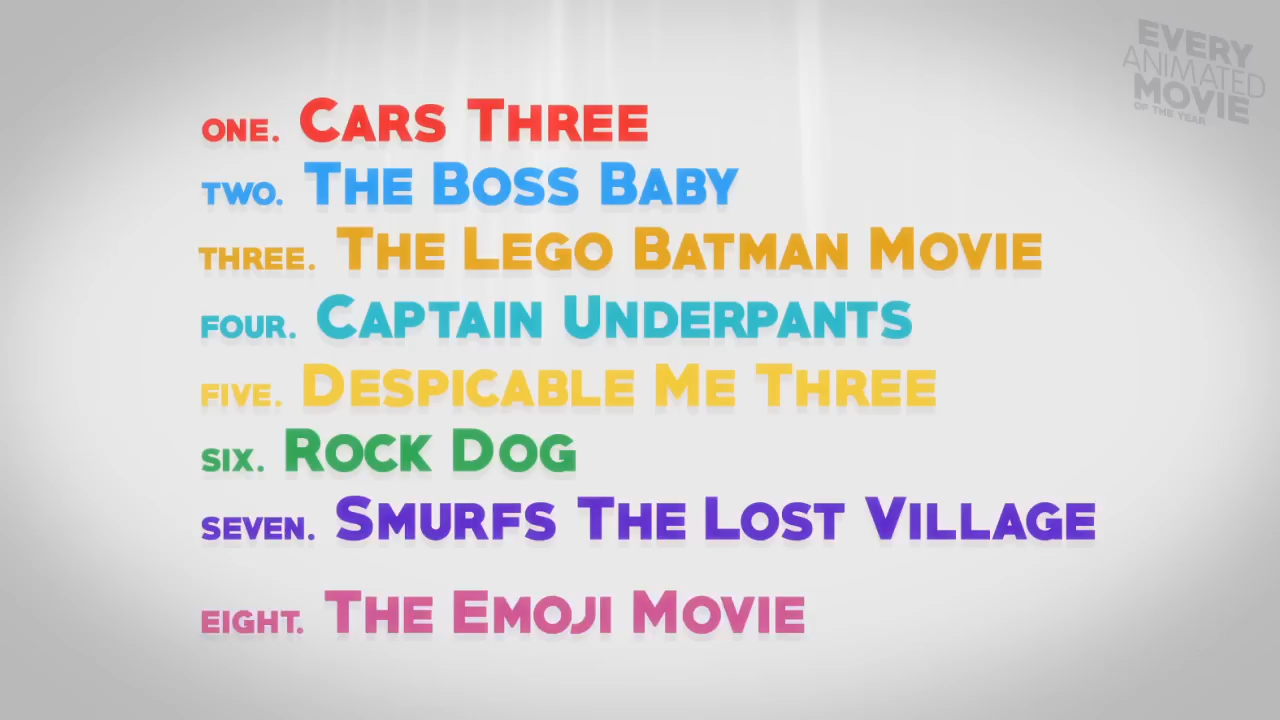 EVERY
ANIMATED
MOVIE
OF THE YEAR
ONE. CARS THREE
TWO. THE BOSS BABY
THREE. THE LEGO BATMAN MOVIE
FOUR. CAPTAIN UNDERPANTS
FIVE. DESPICABLE ME THREE
SIX. ROCK DOG
SEVEN. SMURFS THE LOST VILLAGE
EIGHT. THE EMOJI MOVIE